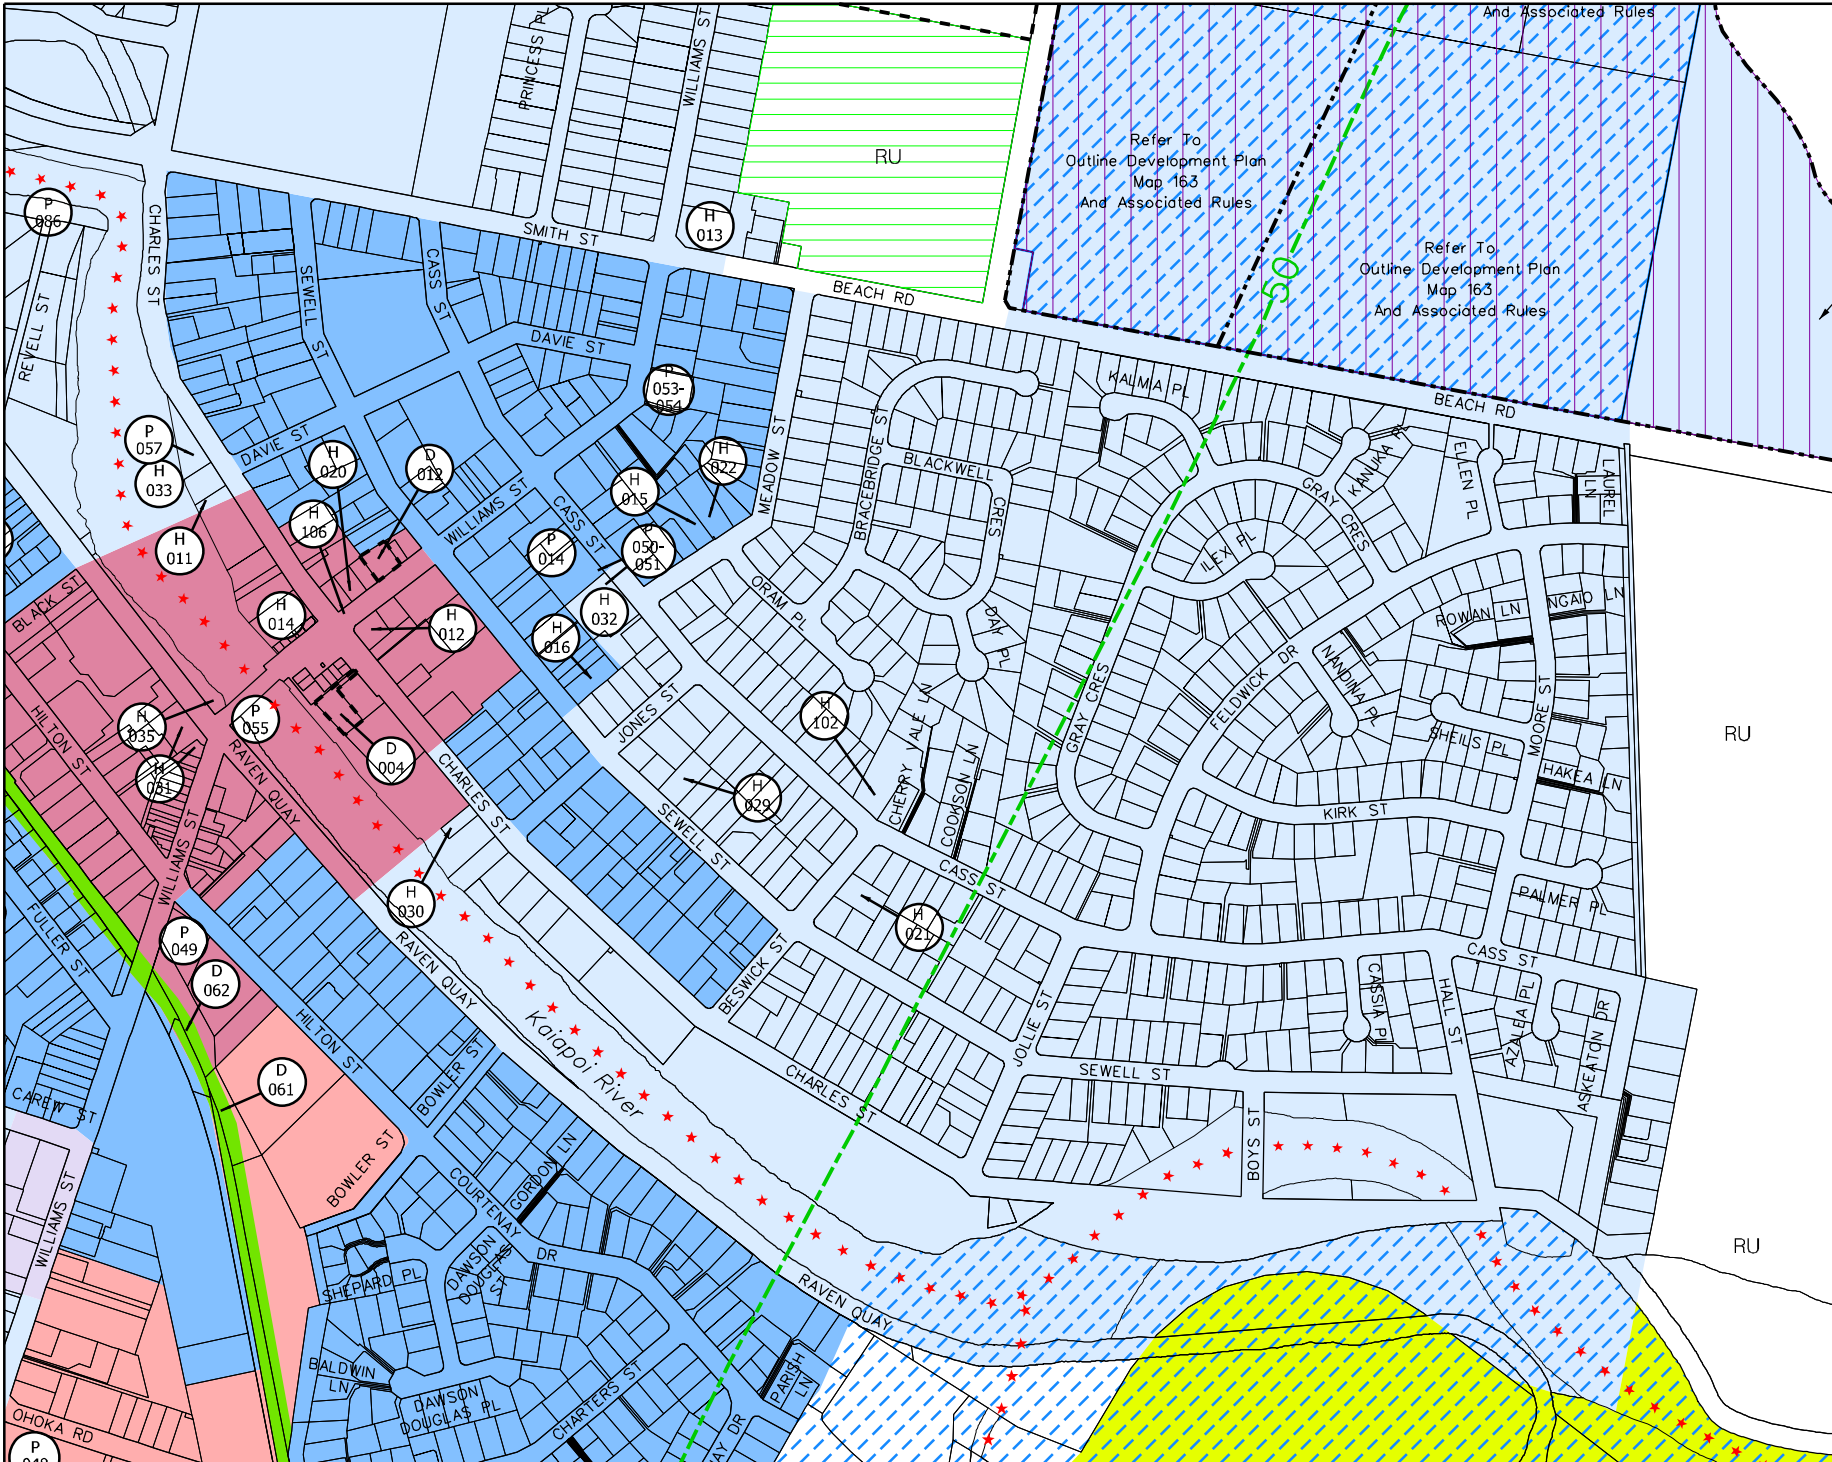 And Associated Rules
PRINCESS PL
WILLIAMS ST
RU
Refer To
Outline Development Plan
Map 163
And Associated Rules
Refer To
Outline Development Plan
Map 163
And Associated Rules
50
P
086
CHARLES ST
SMITH ST
H
013
BEACH RD
REVELL ST
SEWELL ST
CASS ST
DAVIE ST
P
053-
054
KALMIA PL
BEACH RD
P
057
H
033
DAVIE ST
H
020
D
012
H
022
H
015
MEADOW ST
BRACEBRIDGE ST
BLACKWELL
CRES
GRAY CRES
KANUKA PL
ELLEN PL
LAUREL
LN
WILLIAMS ST
CASS ST
H
106
H
011
P
014
P
050-
051
ILEX PL
BLACK ST
H
014
H
012
H
016
H
032
ORAM PL
DAY PL
ROWAN LN
NGAIO LN
FELDWICK DR
NANDINA PL
GRAY CRES
MOORE ST
SHEILS PL
HAKEA LN
RU
HILTON ST
H
035
P
055
H
031
D
004
JONES ST
H
102
CHERRY VALE LN
COOKSON LN
H
029
RAVEN QUAY
CHARLES ST
SEWELL ST
KIRK ST
WILLIAMS ST
CASS ST
H
030
H
021
PALMER PL
FULLER ST
P
049
D
062
RAVEN QUAY
BESWICK ST
CASS ST
HILTON ST
Kaiapoi River
JOLLIE ST
CASSIA PL
HALL ST
AZALEA PL
ASKEATON DR
D
061
BOWLER ST
CHARLES ST
SEWELL ST
CAREW ST
BOWLER ST
GORDON LN
COURTENAY
DR
BOYS ST
WILLIAMS ST
RU
SHEPARD PL
DAWSON
DOUGLAS
ST
RAVEN QUAY
BALDWIN
LN
DAWSON
DOUGLAS PL
CHARTERS ST
PARISH
LN
OHOKA RD
P